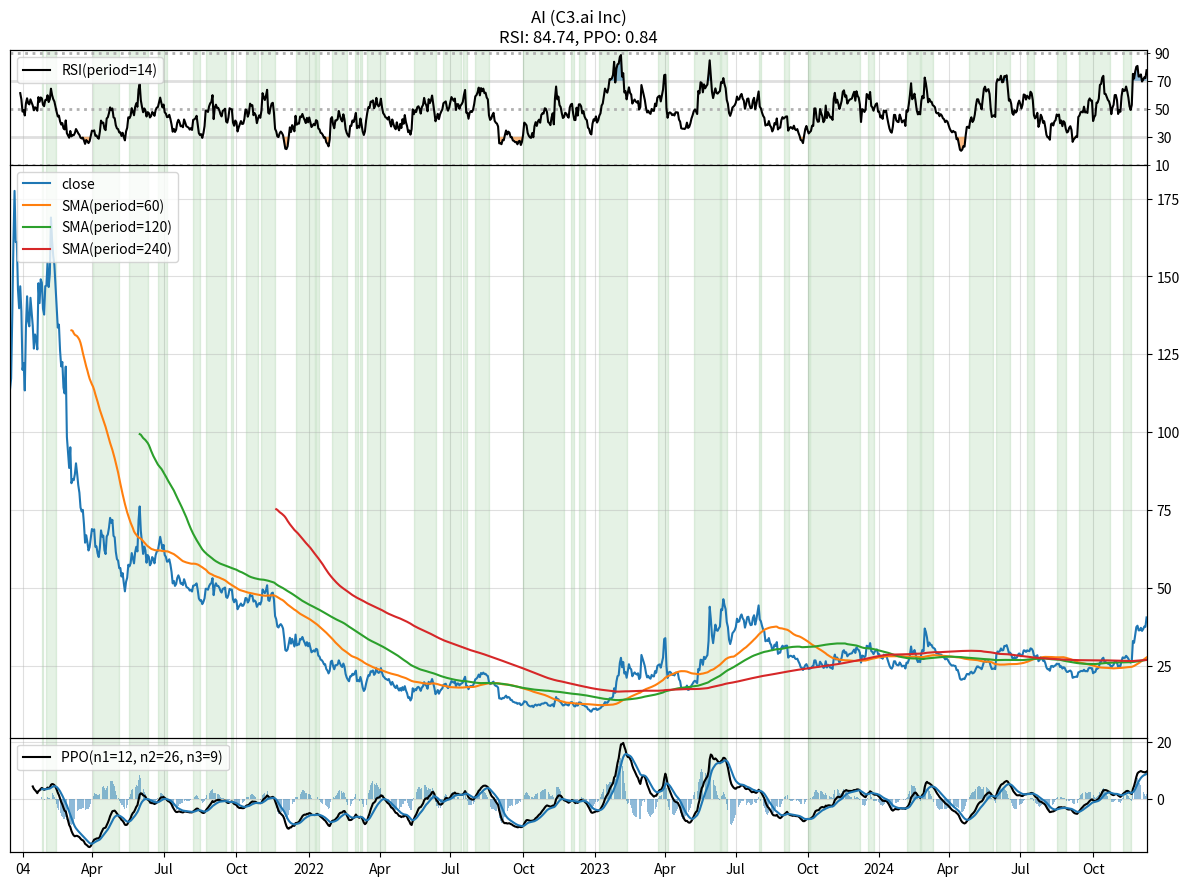 AI (C3.ai Inc)
RSI: 84.74, PPO: 0.84
RSI(period=14)
90
70
50
30
10
close
SMA(period=60)
SMA(period=120)
SMA(period=240)
175
150
125
100
75
50
25
PPO(n1=12, n2=26, n3=9)
20
0
04 Apr Jul Oct 2022 Apr Jul Oct 2023 Apr Jul Oct 2024 Apr Jul Oct